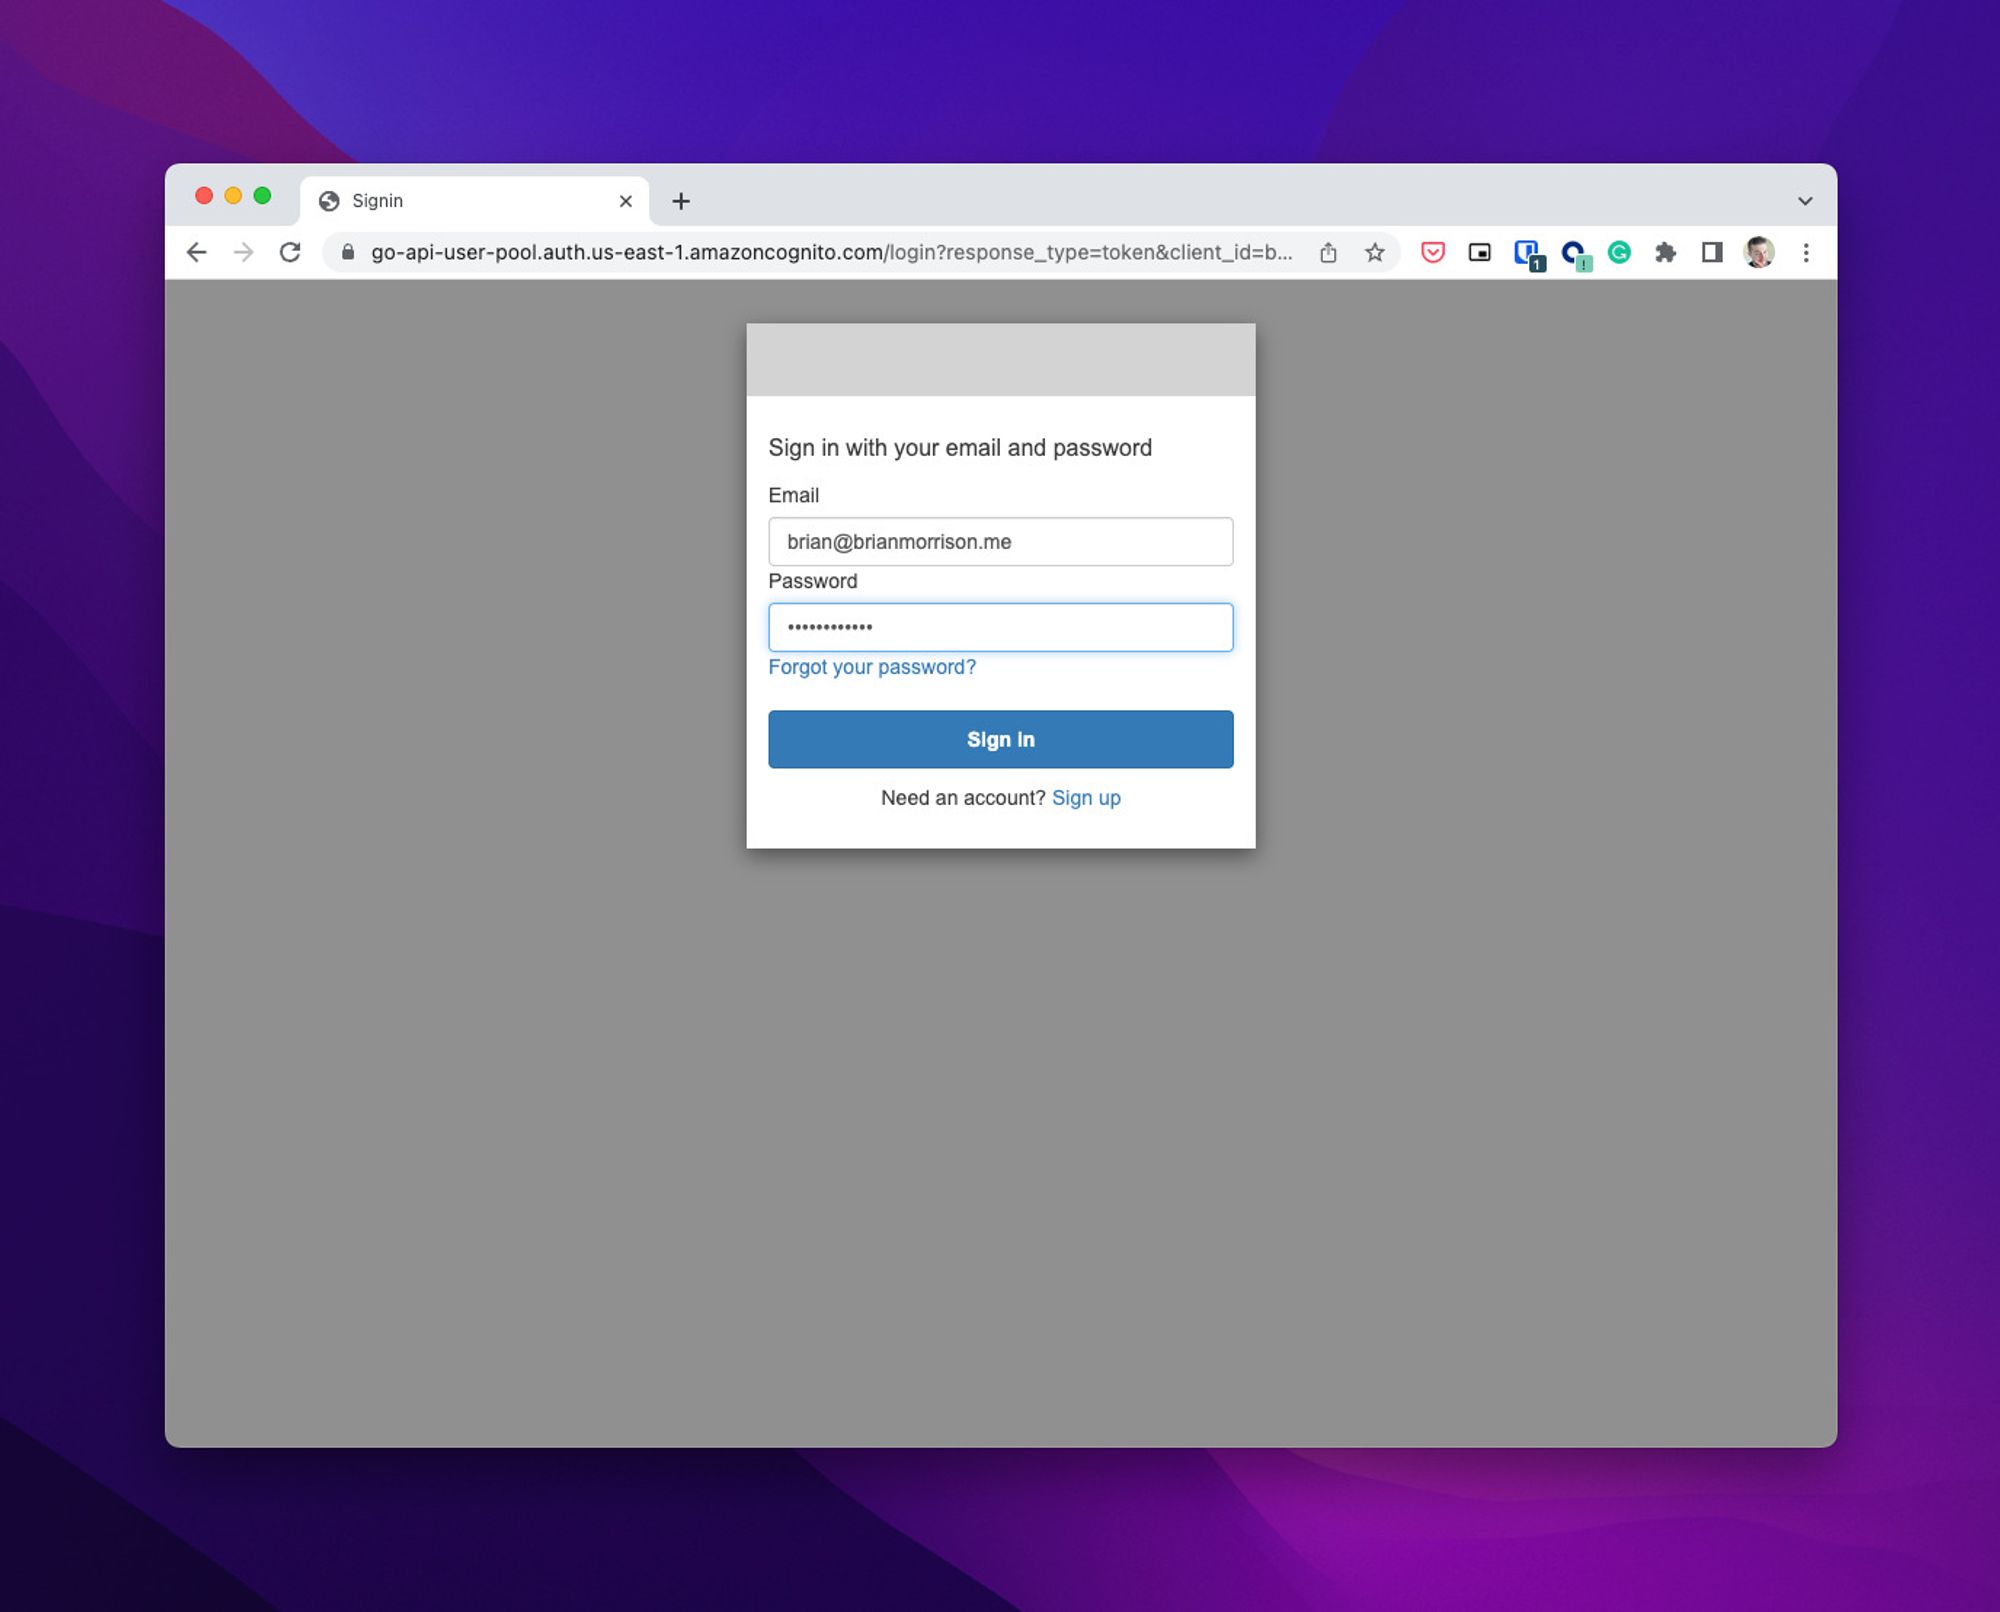 Signin
go-api-user-pool.auth.us-east-1.amazoncognito.com/login?response_type=token&client_id=b...
1
!
Sign in with your email and password
Email
brian@brianmorrison.me
Password
••••••••••••
Forgot your password?
Sign in
Need an account? Sign up